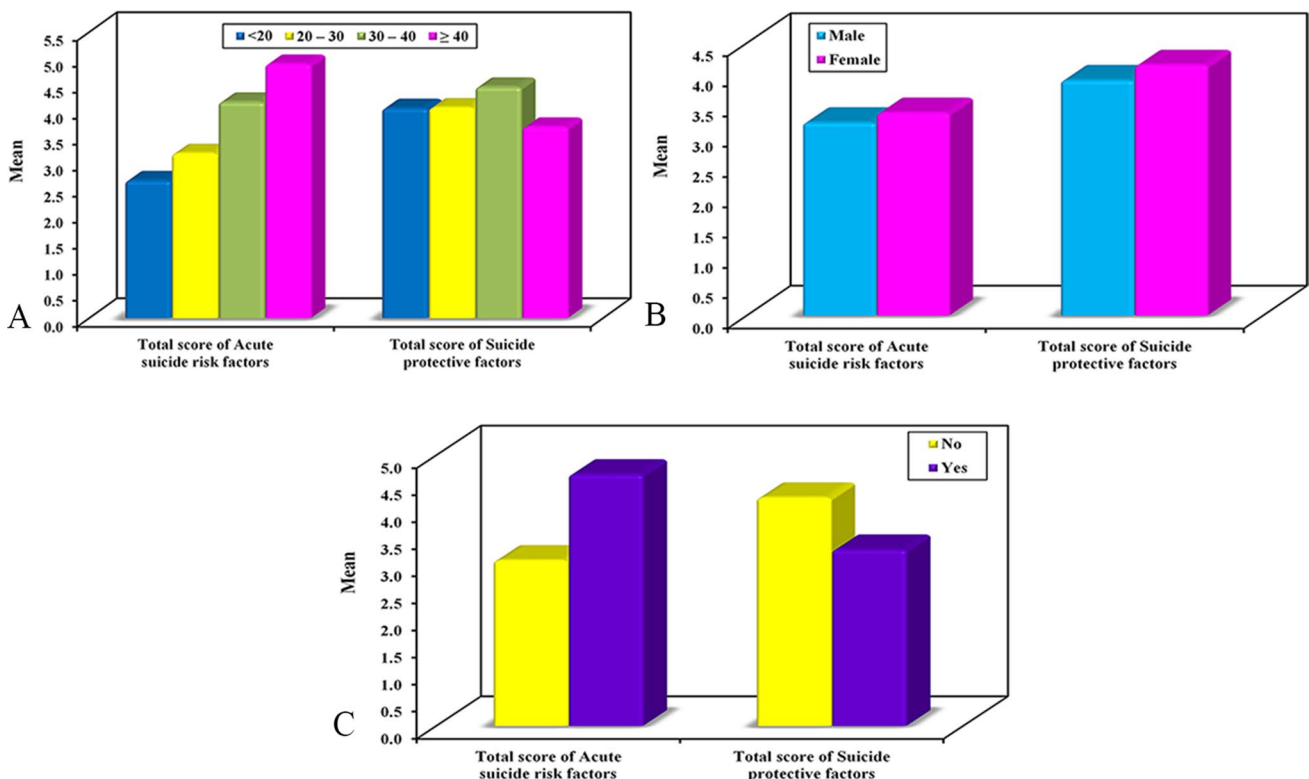 <20 20 – 30 30 – 40 ≥ 40
5.5
5.0
4.5
4.0
3.5
3.0
2.5
2.0
1.5
1.0
0.5
0.0
Mean
A
Total score of Acute
suicide risk factors
Total score of Suicide
protective factors
Male
Female
4.5
4.0
3.5
3.0
2.5
2.0
1.5
1.0
0.5
0.0
Mean
B
Total score of Acute
suicide risk factors
Total score of Suicide
protective factors
No
Yes
5.0
4.5
4.0
3.5
3.0
2.5
2.0
1.5
1.0
0.5
0.0
Mean
C
Total score of Acute
suicide risk factors
Total score of Suicide
protective factors